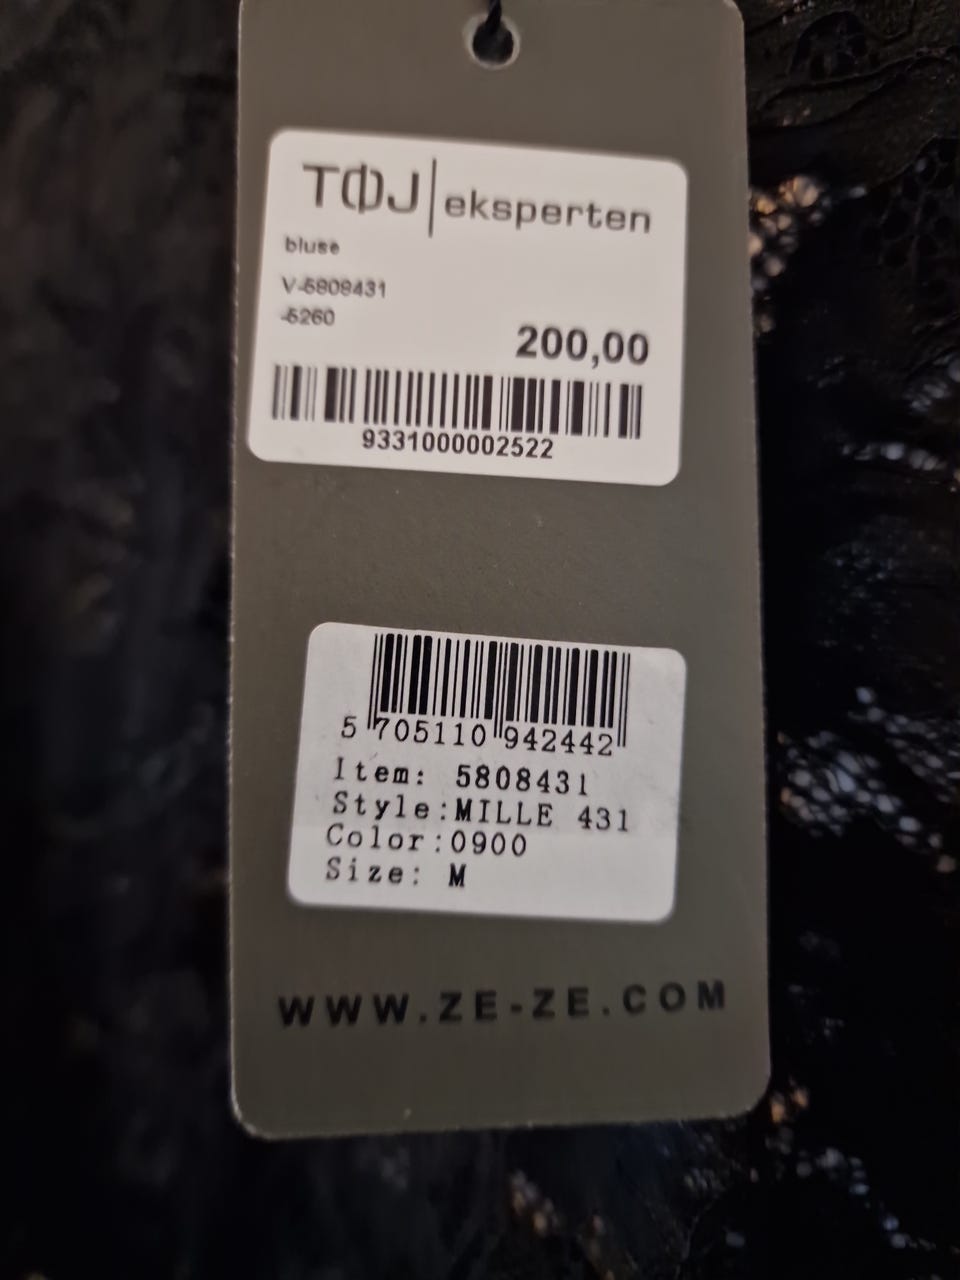 TØJ eksperten
bluse
V-5808431
-5260
200,00
9331000002522
5 705110 942442
Item: 5808431
Style:MILLE 431
Color:0900
Size: M
WWW.ZE-ZE.COM